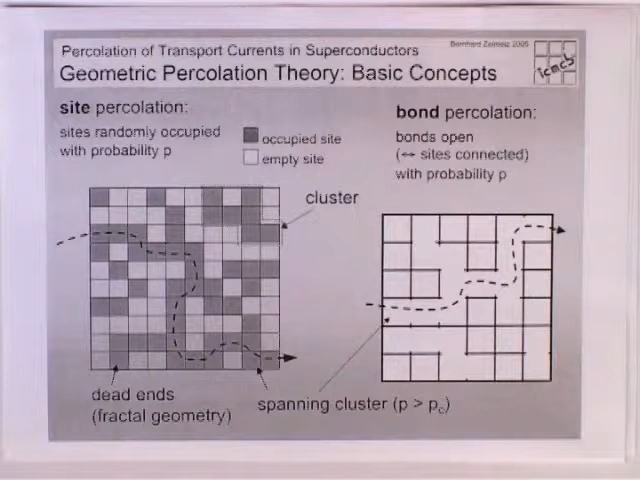 Percolation of Transport Currents in Superconductors
Bernhard Zeimetz 2005
Geometric Percolation Theory: Basic Concepts
icmcs
site percolation:
sites randomly occupied
with probability p
occupied site
empty site
bond percolation:
bonds open
(↔ sites connected)
with probability p
cluster
dead ends
(fractal geometry)
spanning cluster (p > pc)